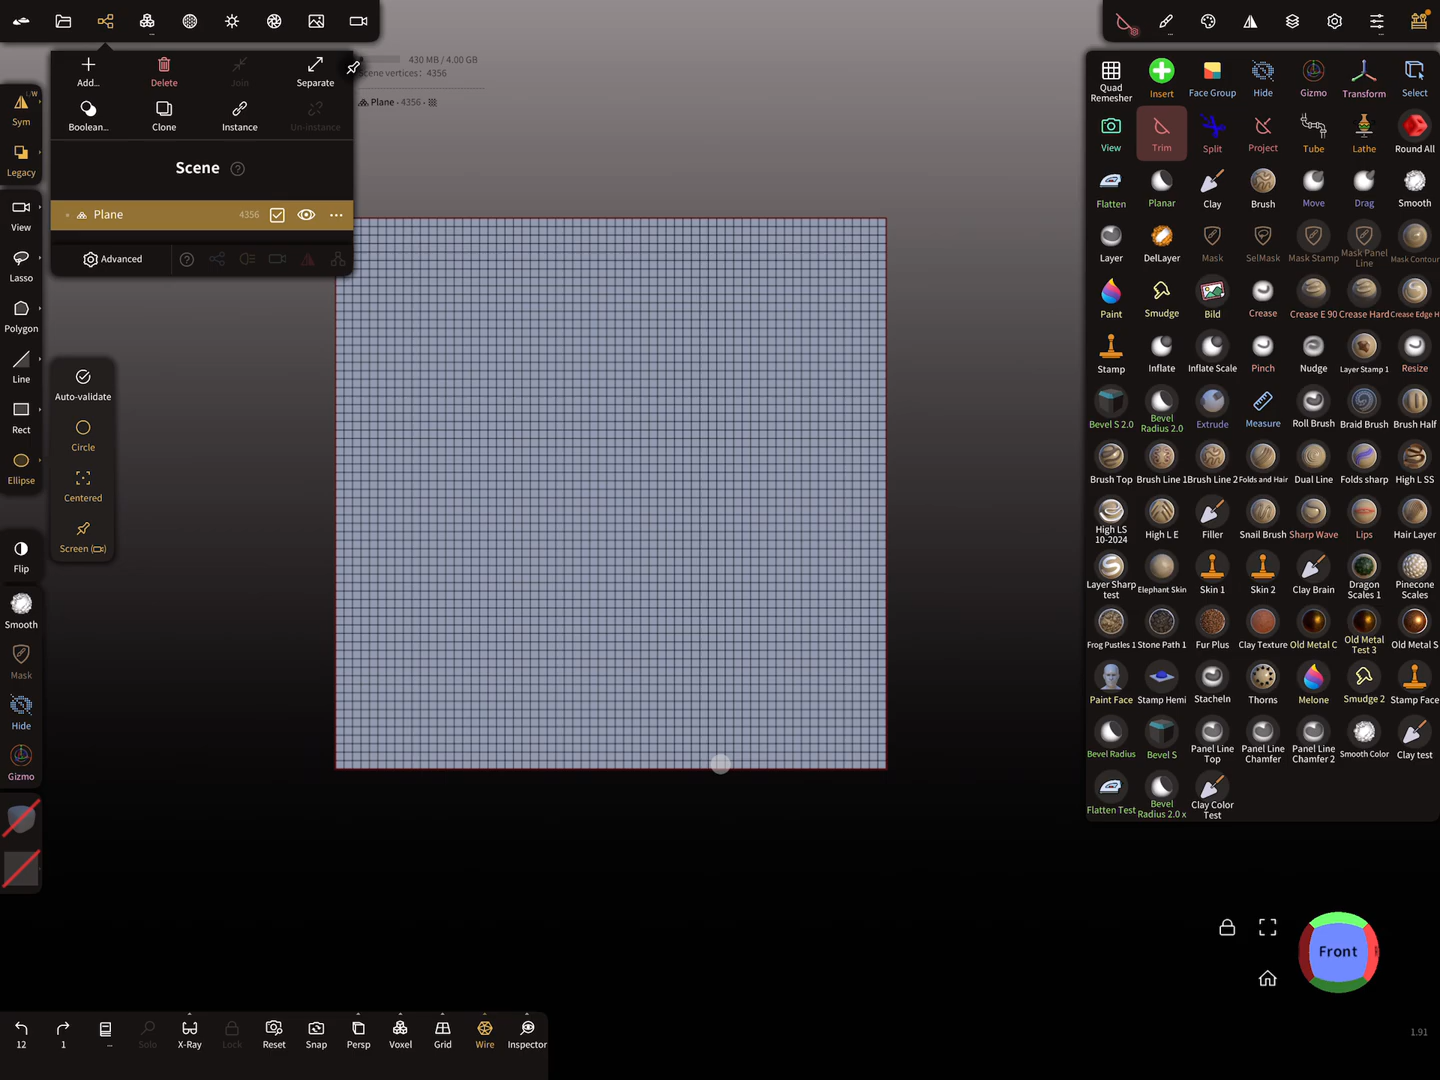 430 MB / 4.00 GB
Scene vertices: 4356
Plane · 4356 ·
Add...
Delete
Join
Separate
Boolean...
Clone
Instance
Un-instance
Scene
Plane
4356
Advanced
L/W
Sym
Legacy
View
Lasso
Polygon
Line
Rect
Ellipse
Flip
Smooth
Mask
Hide
Gizmo
Auto-validate
Circle
Centered
Screen
Quad Remesher
Insert
Face Group
Hide
Gizmo
Transform
Select
View
Trim
Split
Project
Tube
Lathe
Round All
Flatten
Planar
Clay
Brush
Move
Drag
Smooth
Layer
DelLayer
Mask
SelMask
Mask Stamp
Mask Panel Line
Mask Contour
Paint
Smudge
Bild
Crease
Crease E 90
Crease Hard
Crease Edge H
Stamp
Inflate
Inflate Scale
Pinch
Nudge
Layer Stamp 1
Resize
Bevel S 2.0
Bevel Radius 2.0
Extrude
Measure
Roll Brush
Braid Brush
Brush Half
Brush Top
Brush Line 1
Brush Line 2
Folds and Hair
Dual Line
Folds sharp
High L SS
High LS 10-2024
High L E
Filler
Snail Brush
Sharp Wave
Lips
Hair Layer
Layer Sharp test
Elephant Skin
Skin 1
Skin 2
Clay Brain
Dragon Scales 1
Pinecone Scales
Frog Pustles 1
Stone Path 1
Fur Plus
Clay Texture
Old Metal C
Old Metal Test 3
Old Metal S
Paint Face
Stamp Hemi
Stacheln
Thorns
Melone
Smudge 2
Stamp Face
Bevel Radius
Bevel S
Panel Line Top
Panel Line Chamfer
Panel Line Chamfer 2
Smooth Color
Clay test
Flatten Test
Bevel Radius 2.0 x
Clay Color Test
Front
1.91
12
1
...
Solo
X-Ray
Lock
Reset
Snap
Persp
Voxel
Grid
Wire
Inspector